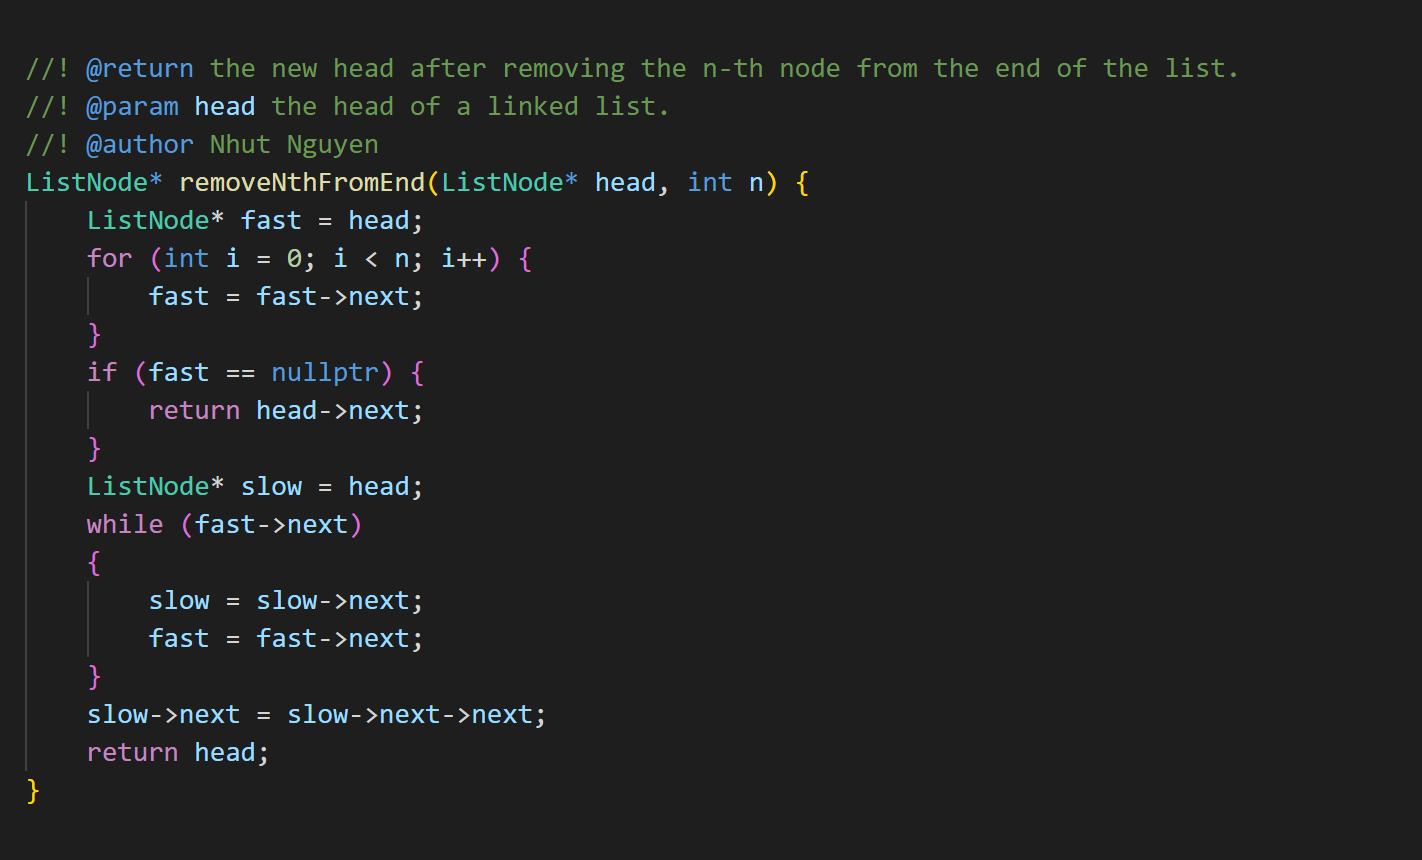 //! @return the new head after removing the n-th node from the end of the list.
//! @param head the head of a linked list.
//! @author Nhut Nguyen
ListNode* removeNthFromEnd(ListNode* head, int n) {
    ListNode* fast = head;
    for (int i = 0; i < n; i++) {
        fast = fast->next;
    }
    if (fast == nullptr) {
        return head->next;
    }
    ListNode* slow = head;
    while (fast->next)
    {
        slow = slow->next;
        fast = fast->next;
    }
    slow->next = slow->next->next;
    return head;
}